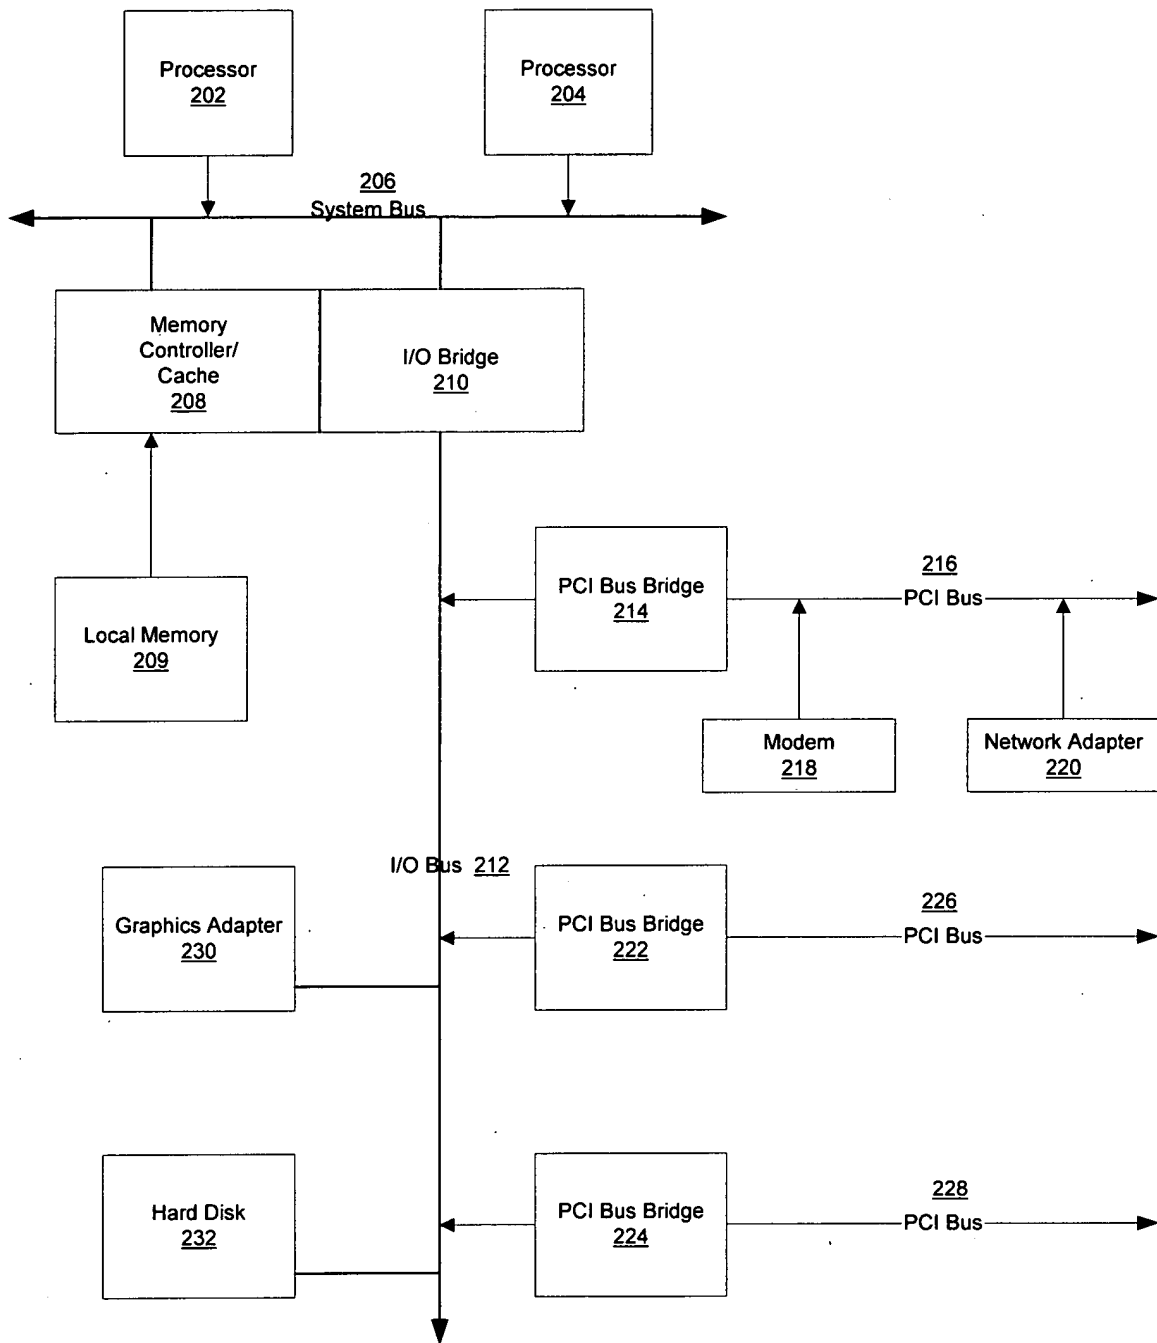 Processor
202
Processor
204
206
System Bus
Memory
Controller/
Cache
208
I/O Bridge
210
PCI Bus Bridge
214
216
PCI Bus
Local Memory
209
Modem
218
Network Adapter
220
I/O Bus 212
Graphics Adapter
230
PCI Bus Bridge
222
226
PCI Bus
Hard Disk
232
PCI Bus Bridge
224
228
PCI Bus